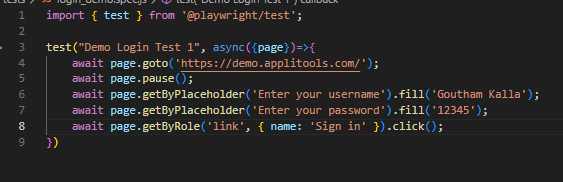 tests > login_demo.spec.js > test("Demo Login Test 1") callback
1 import { test } from '@playwright/test';
2
3 test("Demo Login Test 1", async({page})=>{
4 await page.goto('https://demo.applitools.com/');
5 await page.pause();
6 await page.getByPlaceholder('Enter your username').fill('Goutham Kalla');
7 await page.getByPlaceholder('Enter your password').fill('12345');
8 await page.getByRole('link', { name: 'Sign in' }).click();
9 })